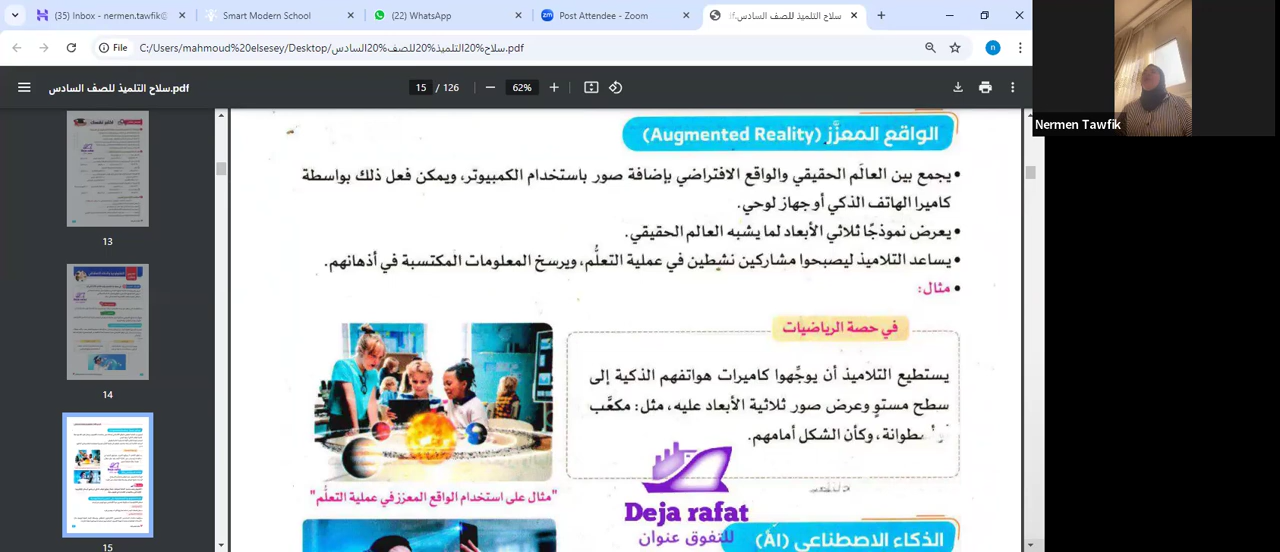 (35) Inbox - nermen.tawfik@
Smart Modern School
(22) WhatsApp
Post Attendee - Zoom
سلاح التلميذ للصف السادس.pdf
File
C:/Users/mahmoud%20elsesey/Desktop/سلاح%20التلميذ%20للصف%20السادس.pdf
n
سلاح التلميذ للصف السادس.pdf
15 / 126
62%
Nermen Tawfik
13
14
15
الواقع المعزَّز (Augmented Reality)
• يجمع بين العالَم الحقيقي والواقع الافتراضي بإضافة صور باستخدام الكمبيوتر، ويمكن فعل ذلك بواسطة
كاميرا الهاتف الذكي أو جهاز لوحي.
• يعرض نموذجًا ثلاثي الأبعاد لما يشبه العالم الحقيقي.
• يساعد التلاميذ ليصبحوا مشاركين نشطين في عملية التعلُّم، ويرسخ المعلومات المكتسبة في أذهانهم.
• مثال:
في حصة الرياضيات
يستطيع التلاميذ أن يوجِّهوا كاميرات هواتفهم الذكية إلى
سطح مستوٍ وعرض صور ثلاثية الأبعاد عليه، مثل: مكعَّب
أو أسطوانة، وكأن الشكل أمامهم.
"مثال على استخدام الواقع المعزز في عملية التعلُّم"
Deja rafat
للتفوق عنوان
الذكاء الاصطناعي (AI)